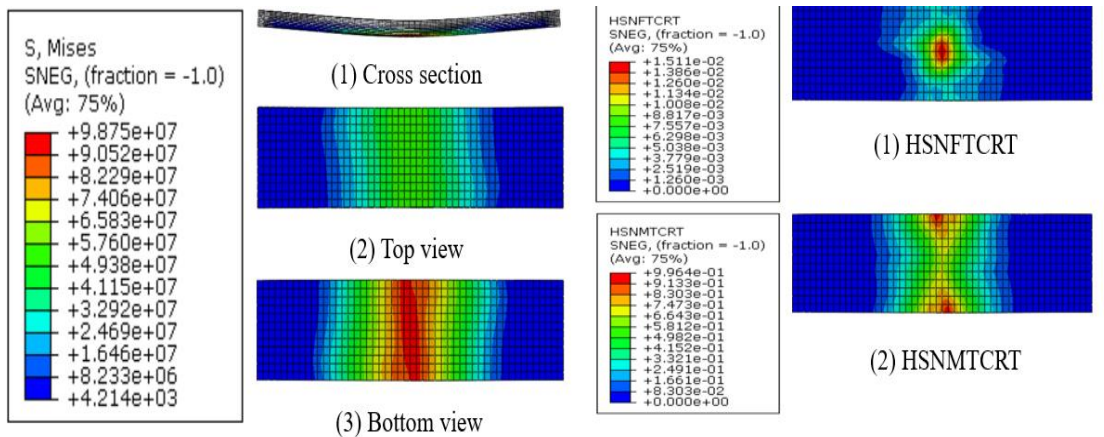 S, Mises
SNEG, (fraction = -1.0)
(Avg: 75%)
+9.875e+07
+9.052e+07
+8.229e+07
+7.406e+07
+6.583e+07
+5.760e+07
+4.938e+07
+4.115e+07
+3.292e+07
+2.469e+07
+1.646e+07
+8.233e+06
+4.214e+03
(1) Cross section
(2) Top view
(3) Bottom view
HSNFTCRT
SNEG, (fraction = -1.0)
(Avg: 75%)
+1.511e-02
+1.386e-02
+1.260e-02
+1.134e-02
+1.008e-02
+8.817e-03
+7.557e-03
+6.298e-03
+5.038e-03
+3.779e-03
+2.519e-03
+1.260e-03
+0.000e+00
(1) HSNFTCRT
HSNMTCRT
SNEG, (fraction = -1.0)
(Avg: 75%)
+9.964e-01
+9.133e-01
+8.303e-01
+7.473e-01
+6.643e-01
+5.812e-01
+4.982e-01
+4.152e-01
+3.321e-01
+2.491e-01
+1.661e-01
+8.303e-02
+0.000e+00
(2) HSNMTCRT